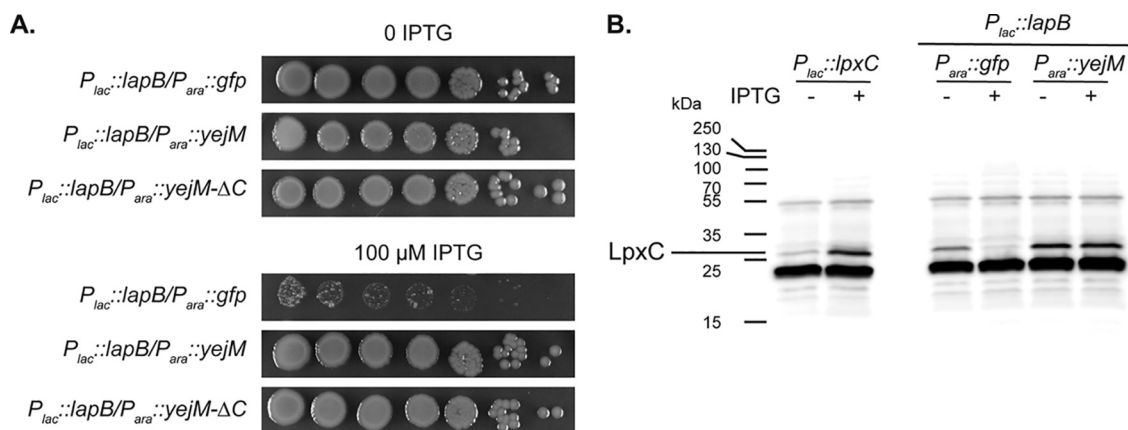 A.
0 IPTG
Plac::lapB/Para::gfp
Plac::lapB/Para::yejM
Plac::lapB/Para::yejM-ΔC
100 µM IPTG
Plac::lapB/Para::gfp
Plac::lapB/Para::yejM
Plac::lapB/Para::yejM-ΔC
B.
Plac::lapB
Plac::lpxC Para::gfp Para::yejM
kDa IPTG - + - + - +
250
130
100
70
55
35
LpxC
25
15